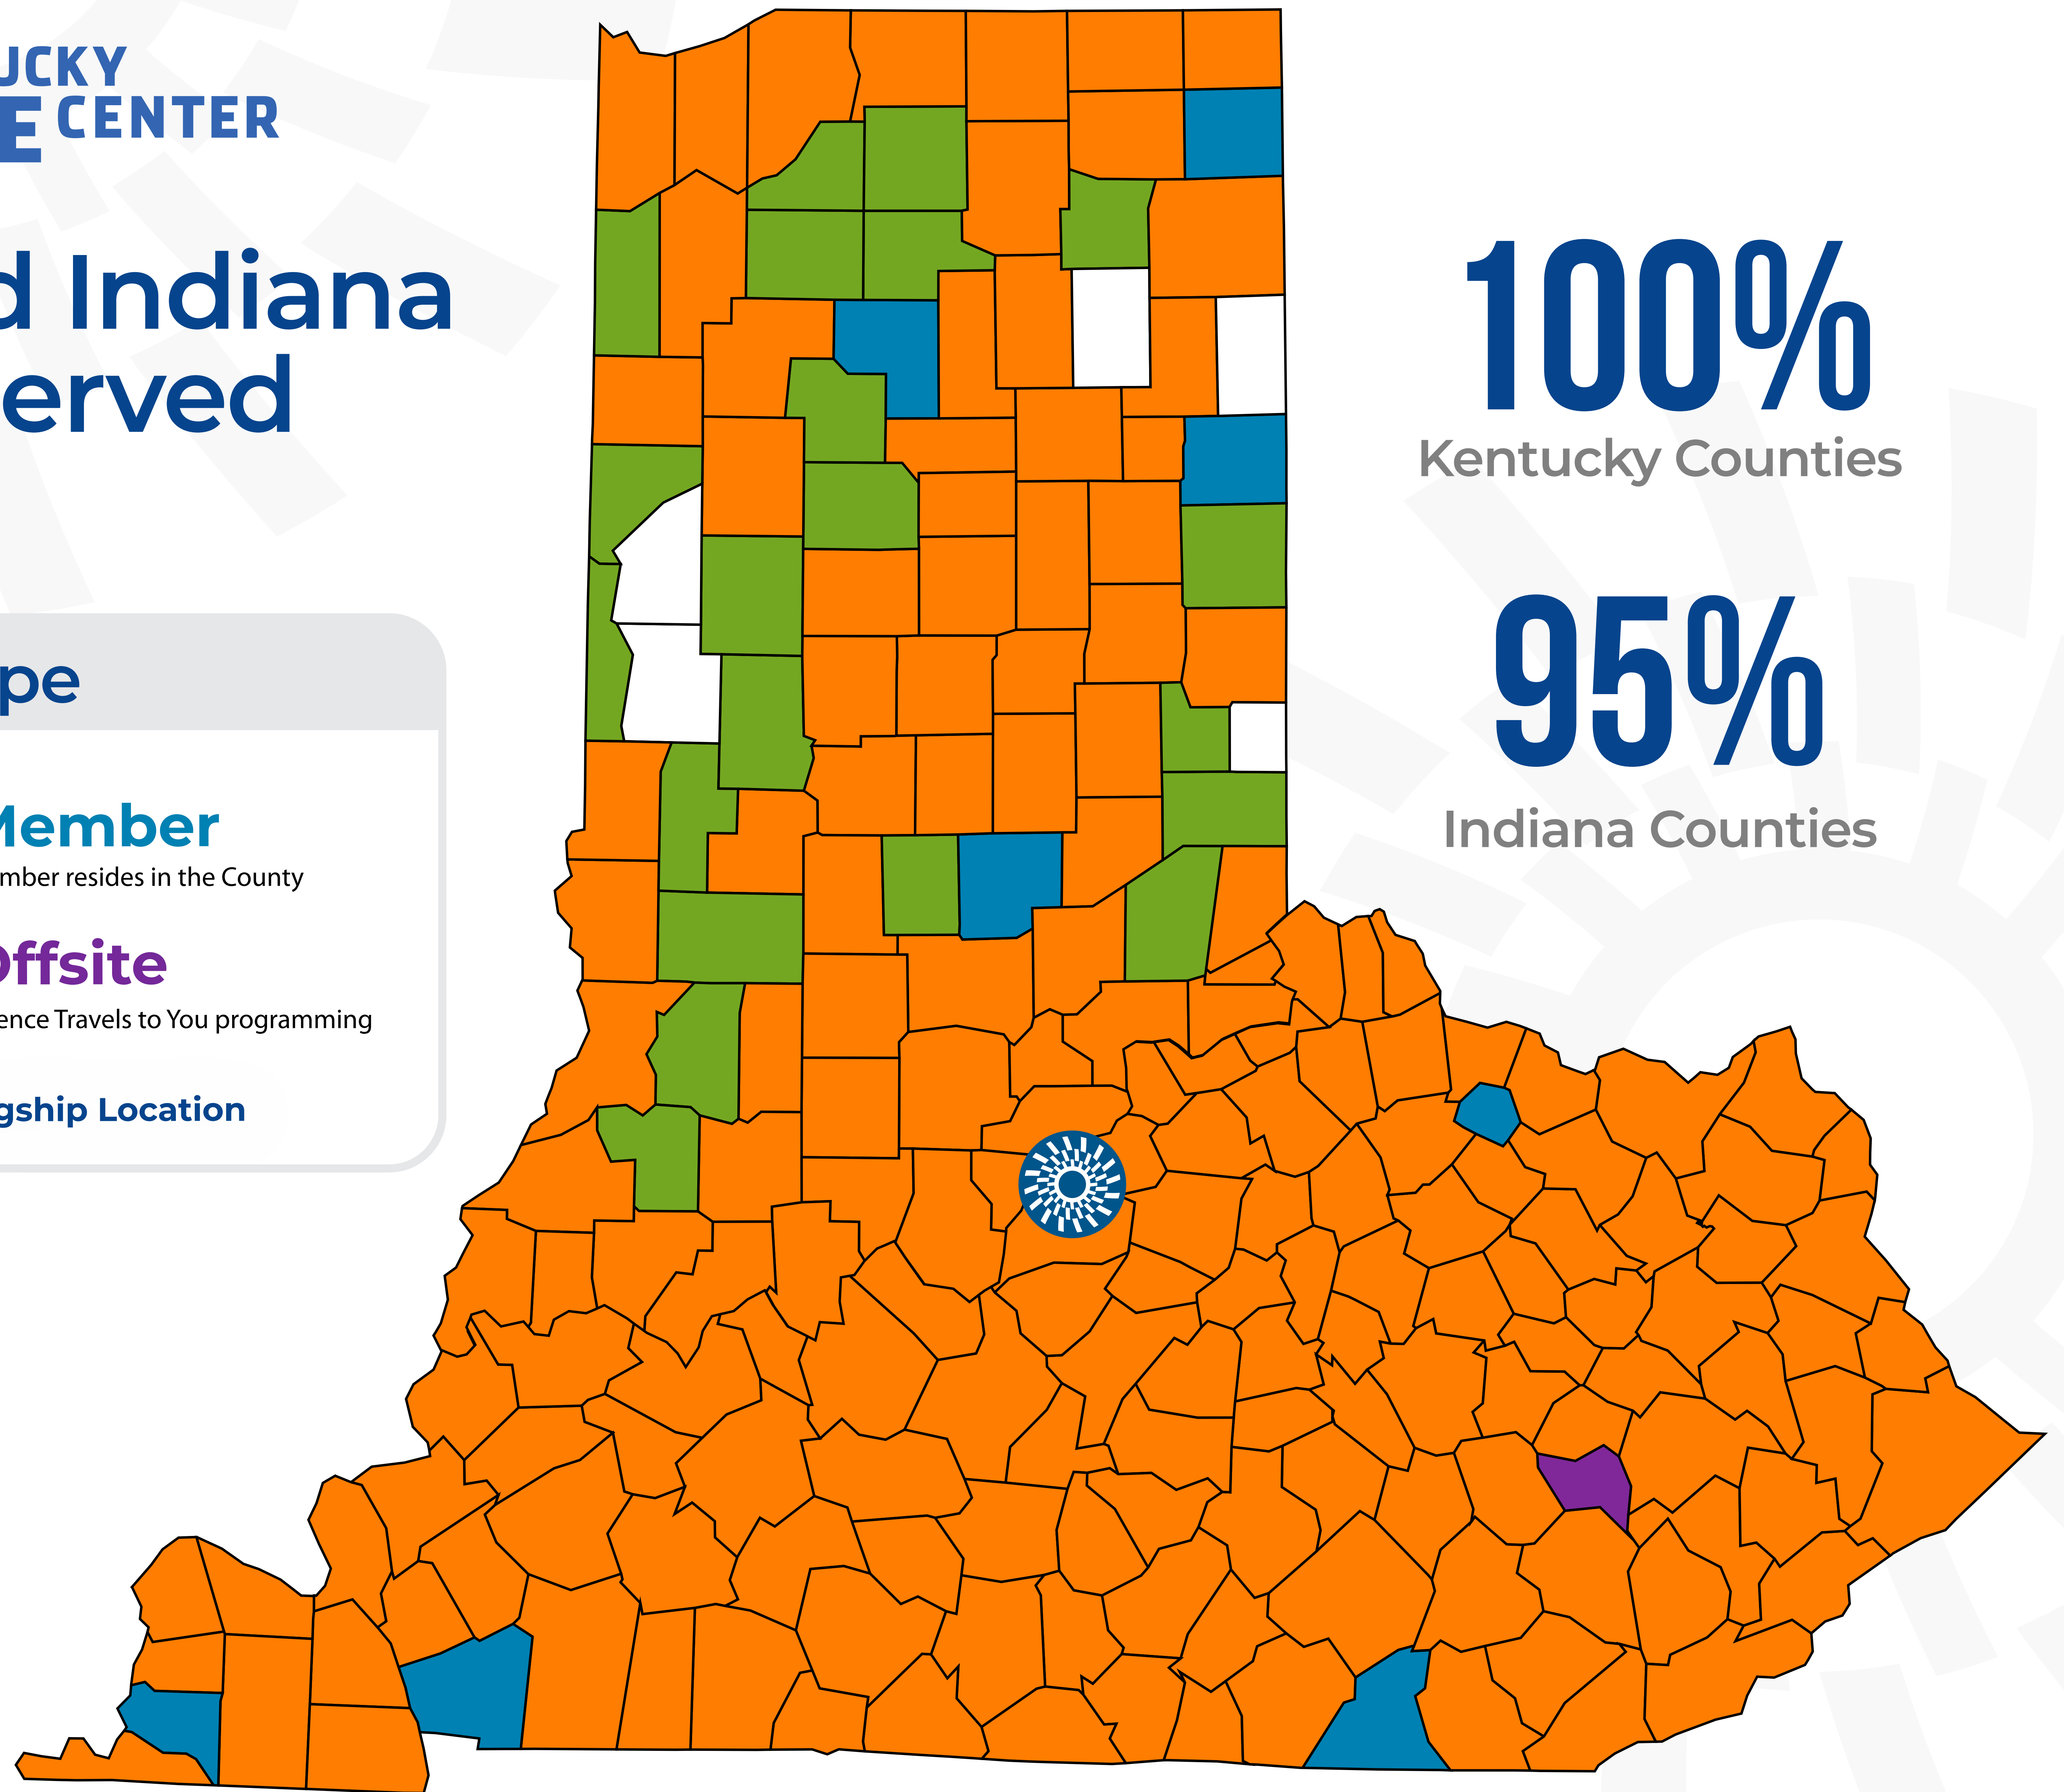 UCKY
E CENTER
d Indiana
erved
pe
Member
mber resides in the County
Offsite
ence Travels to You programming
gship Location
100%
Kentucky Counties
95%
Indiana Counties